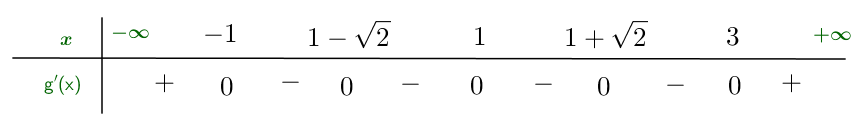 x −∞ −1 1 − √2 1 1 + √2 3 +∞
g′(x) + 0 − 0 − 0 − 0 − 0 +